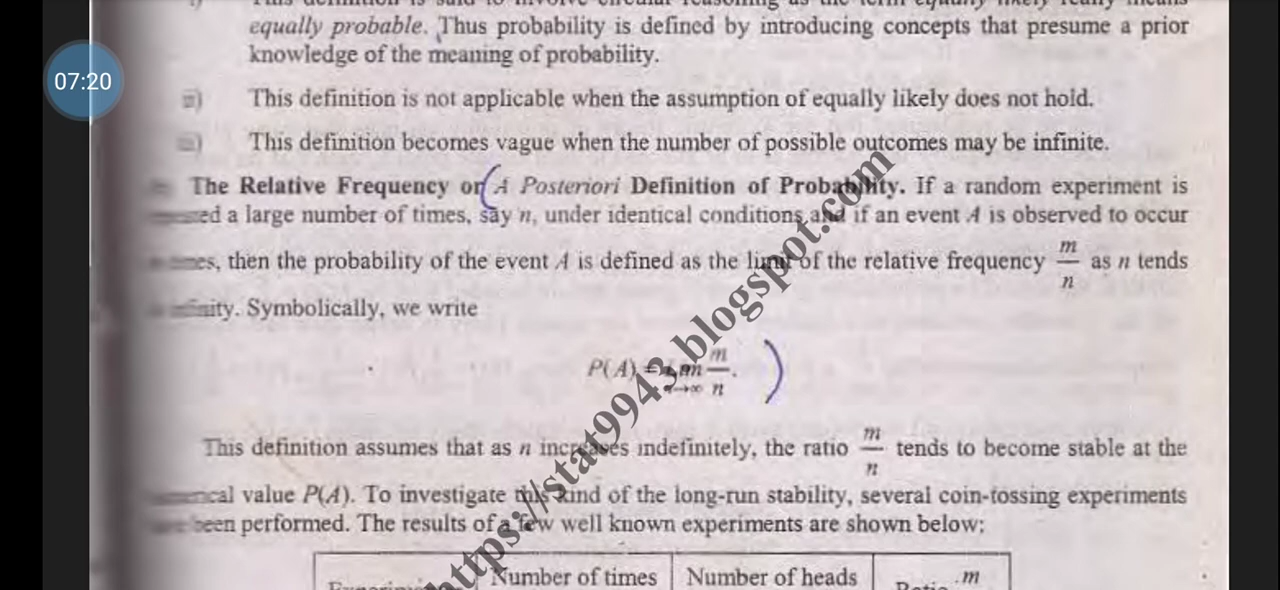 equally probable. Thus probability is defined by introducing concepts that presume a prior
knowledge of the meaning of probability.
07:20
This definition is not applicable when the assumption of equally likely does not hold.
This definition becomes vague when the number of possible outcomes may be infinite.
The Relative Frequency or A Posteriori Definition of Probability. If a random experiment is
a large number of times, say n, under identical conditions and if an event A is observed to occur
then the probability of the event A is defined as the limit of the relative frequency m/n as n tends
Symbolically, we write
P(A) = Lim n→∞ m/n.
This definition assumes that as n increases indefinitely, the ratio m/n tends to become stable at the
value P(A). To investigate this kind of the long-run stability, several coin-tossing experiments
been performed. The results of a few well known experiments are shown below:
Number of times Number of heads m
https://stat9943.blogspot.com